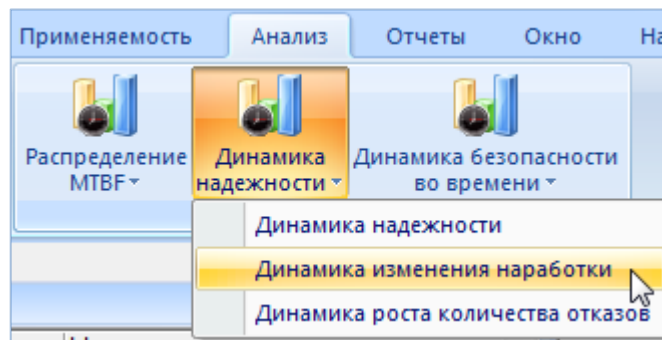 Применяемость Анализ Отчеты Окно На
Распределение MTBF
Динамика надежности
Динамика безопасности во времени
Динамика надежности
Динамика изменения наработки
Динамика роста количества отказов